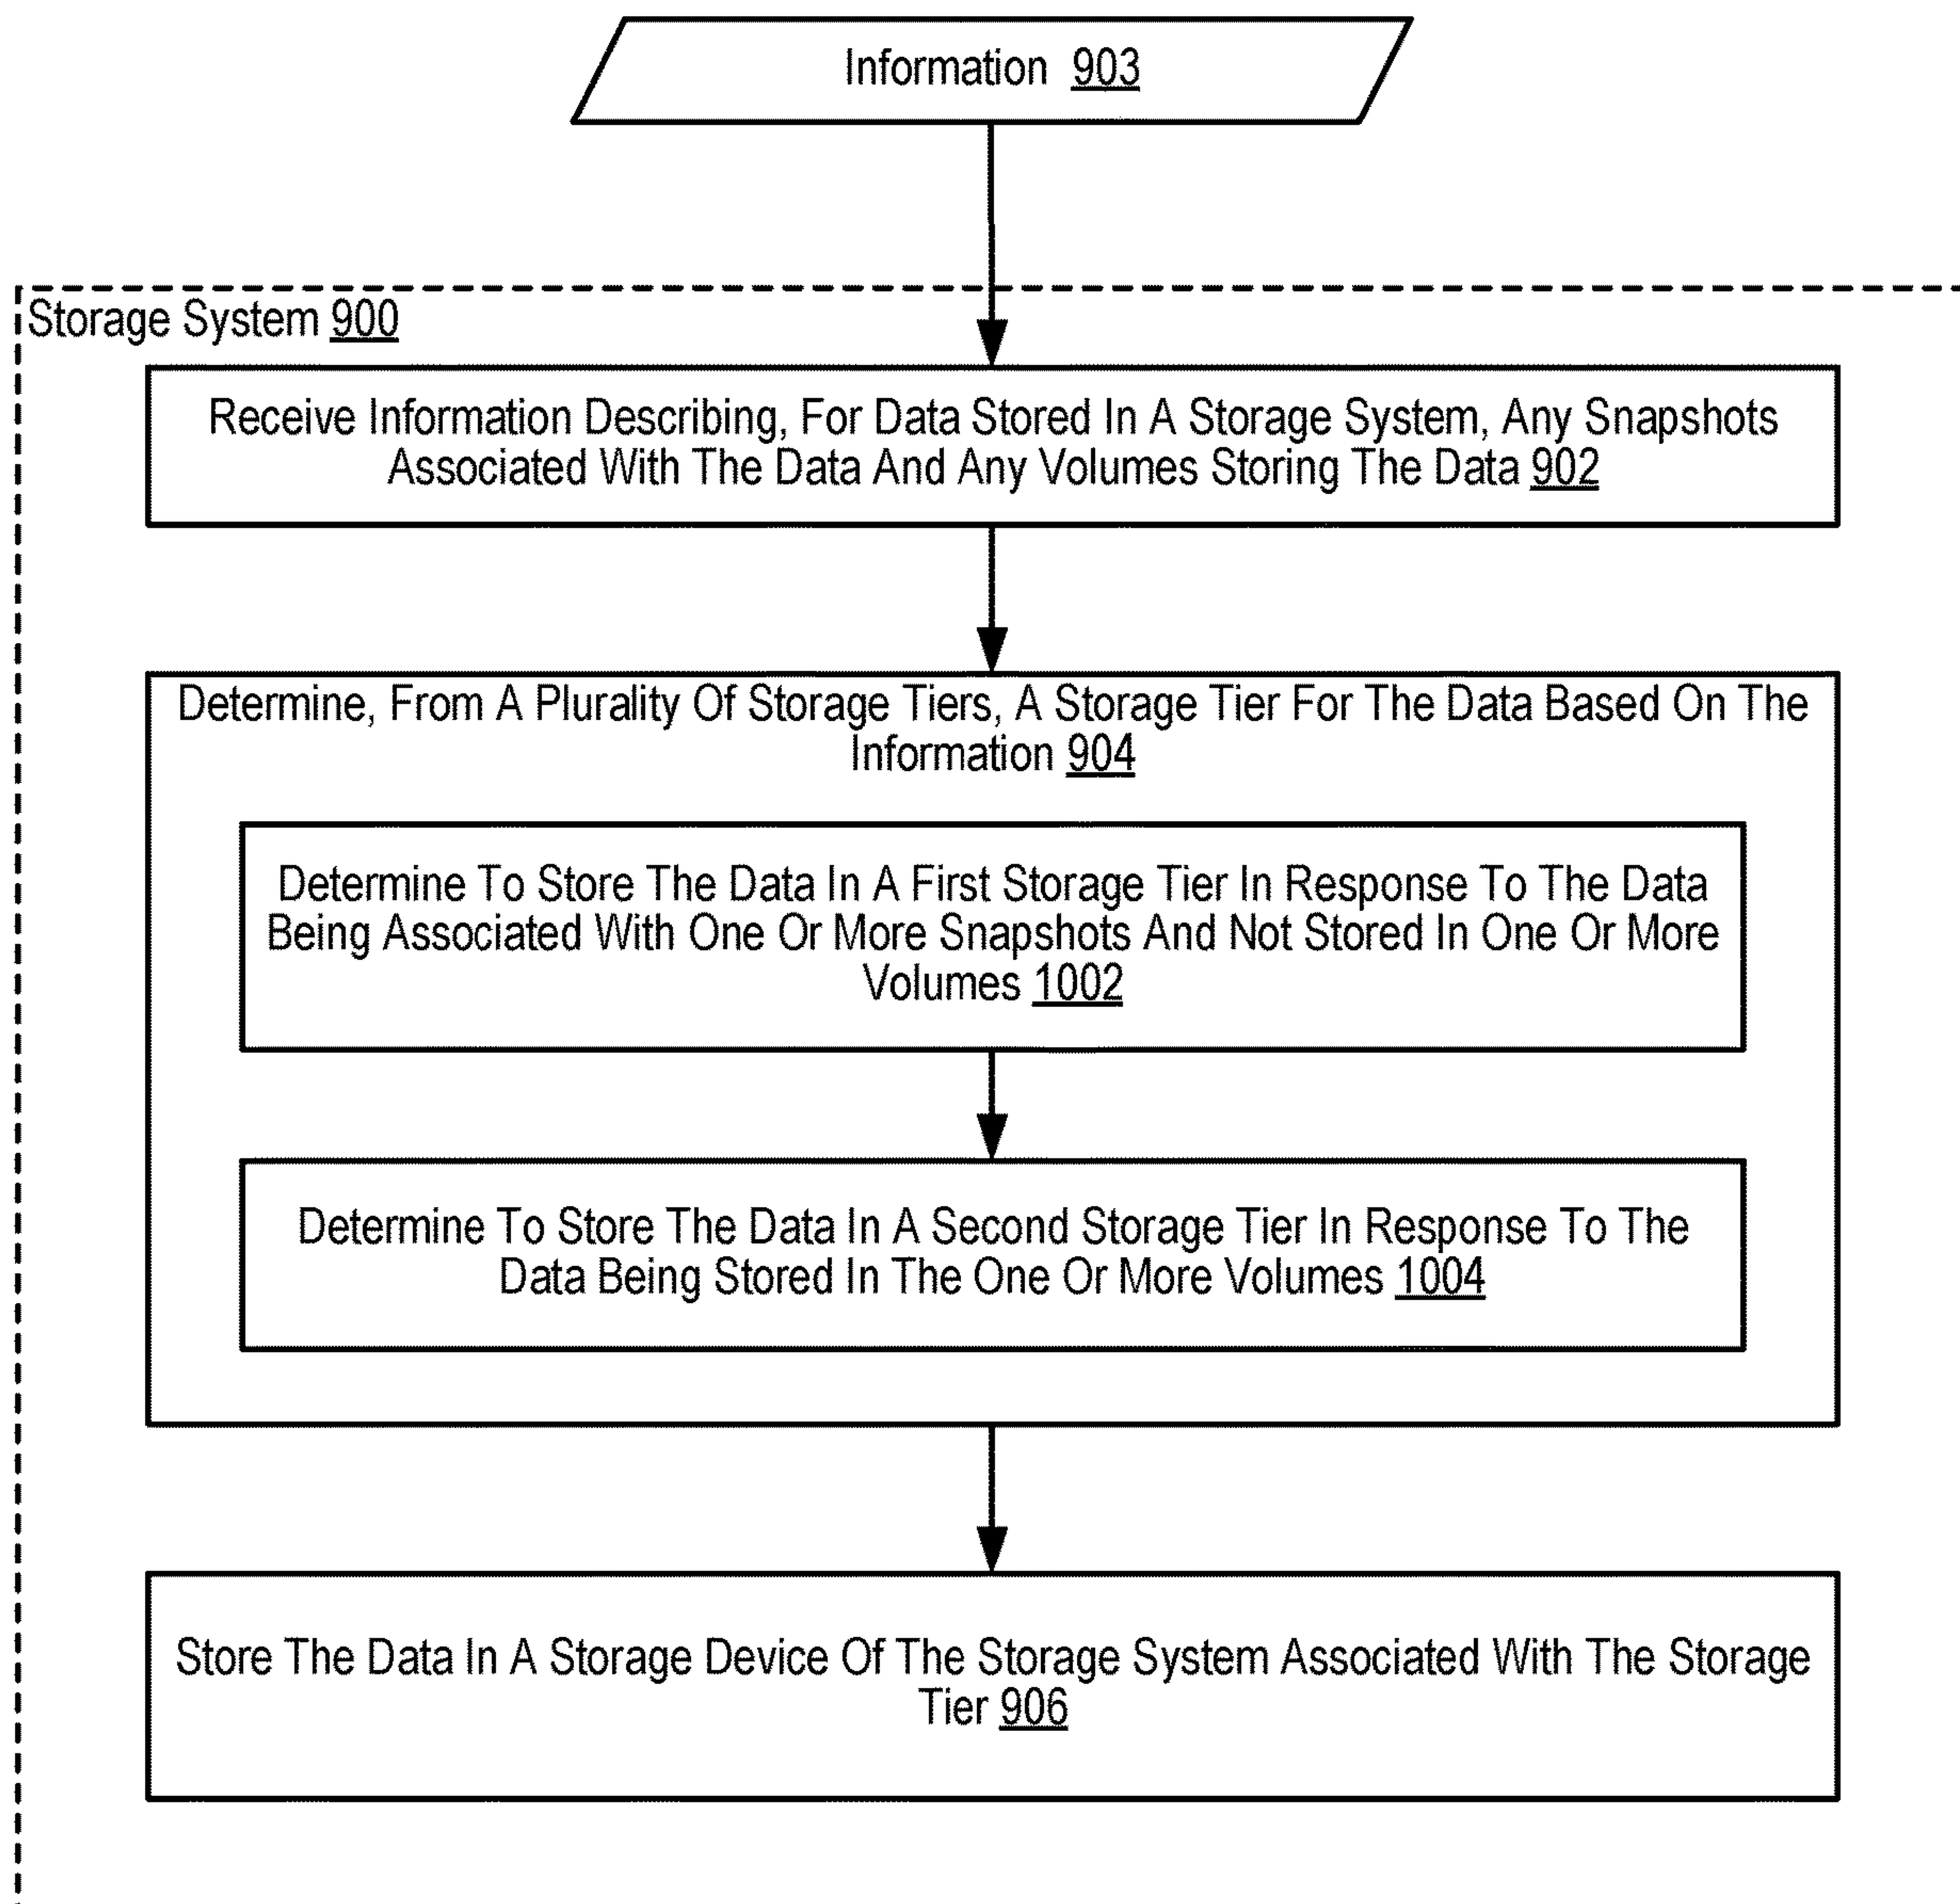 Information 903
Storage System 900
Receive Information Describing, For Data Stored In A Storage System, Any Snapshots
Associated With The Data And Any Volumes Storing The Data 902
Determine, From A Plurality Of Storage Tiers, A Storage Tier For The Data Based On The
Information 904
Determine To Store The Data In A First Storage Tier In Response To The Data
Being Associated With One Or More Snapshots And Not Stored In One Or More
Volumes 1002
Determine To Store The Data In A Second Storage Tier In Response To The
Data Being Stored In The One Or More Volumes 1004
Store The Data In A Storage Device Of The Storage System Associated With The Storage
Tier 906